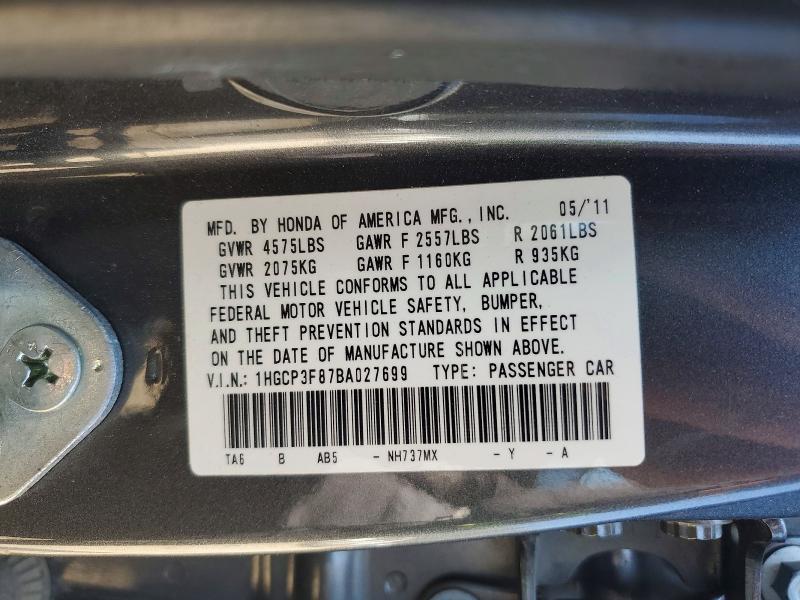 MFD. BY HONDA OF AMERICA MFG., INC. 05/'11
GVWR 4575LBS GAWR F 2557LBS R 2061LBS
GVWR 2075KG GAWR F 1160KG R 935KG
THIS VEHICLE CONFORMS TO ALL APPLICABLE
FEDERAL MOTOR VEHICLE SAFETY, BUMPER,
AND THEFT PREVENTION STANDARDS IN EFFECT
ON THE DATE OF MANUFACTURE SHOWN ABOVE.
V.I.N.: 1HGCP3F87BA027699 TYPE: PASSENGER CAR
TA6 B AB5 - NH737MX - Y - A